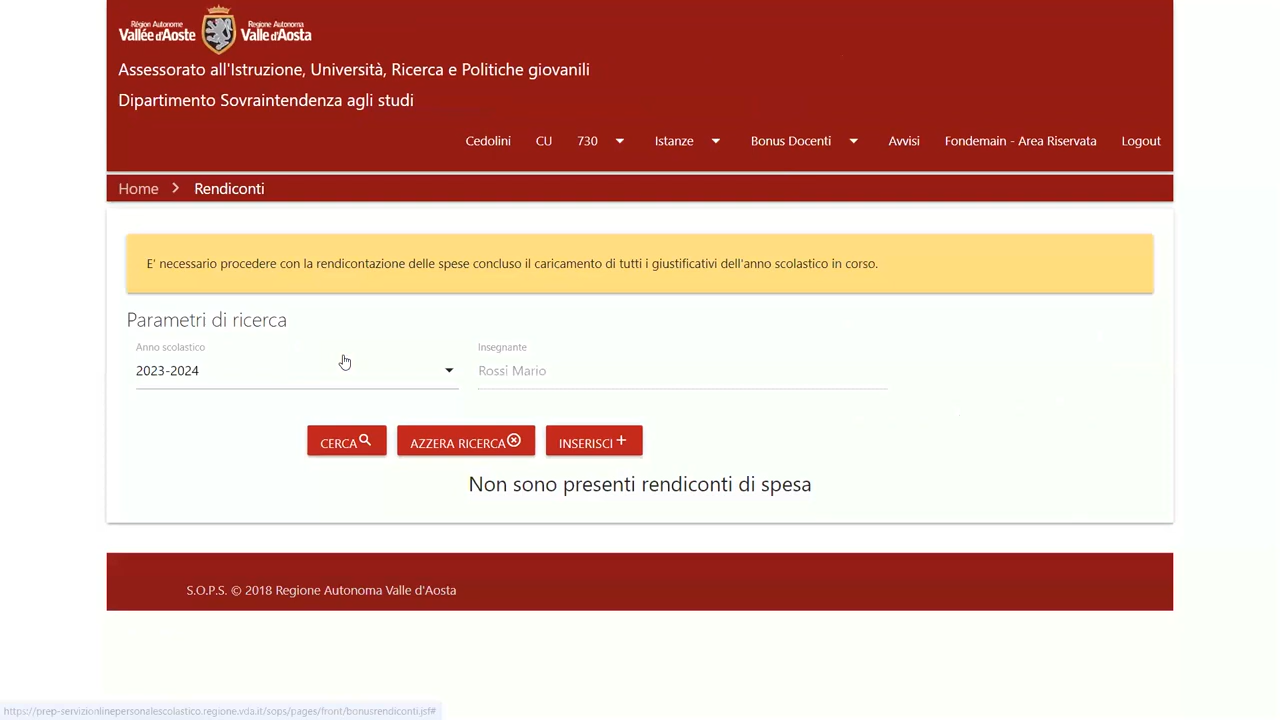 Région Autonome
Vallée d'Aoste
Regione Autonoma
Valle d'Aosta
Assessorato all'Istruzione, Università, Ricerca e Politiche giovanili
Dipartimento Sovraintendenza agli studi
Cedolini CU 730 Istanze Bonus Docenti Avvisi Fondemain - Area Riservata Logout
Home > Rendiconti
E' necessario procedere con la rendicontazione delle spese concluso il caricamento di tutti i giustificativi dell'anno scolastico in corso.
Parametri di ricerca
Anno scolastico Insegnante
2023-2024 Rossi Mario
CERCA AZZERA RICERCA INSERISCI +
Non sono presenti rendiconti di spesa
S.O.P.S. © 2018 Regione Autonoma Valle d'Aosta
https://prep-servizionlinepersonalescolastico.regione.vda.it/sops/pages/front/bonusrendiconti.jsf#